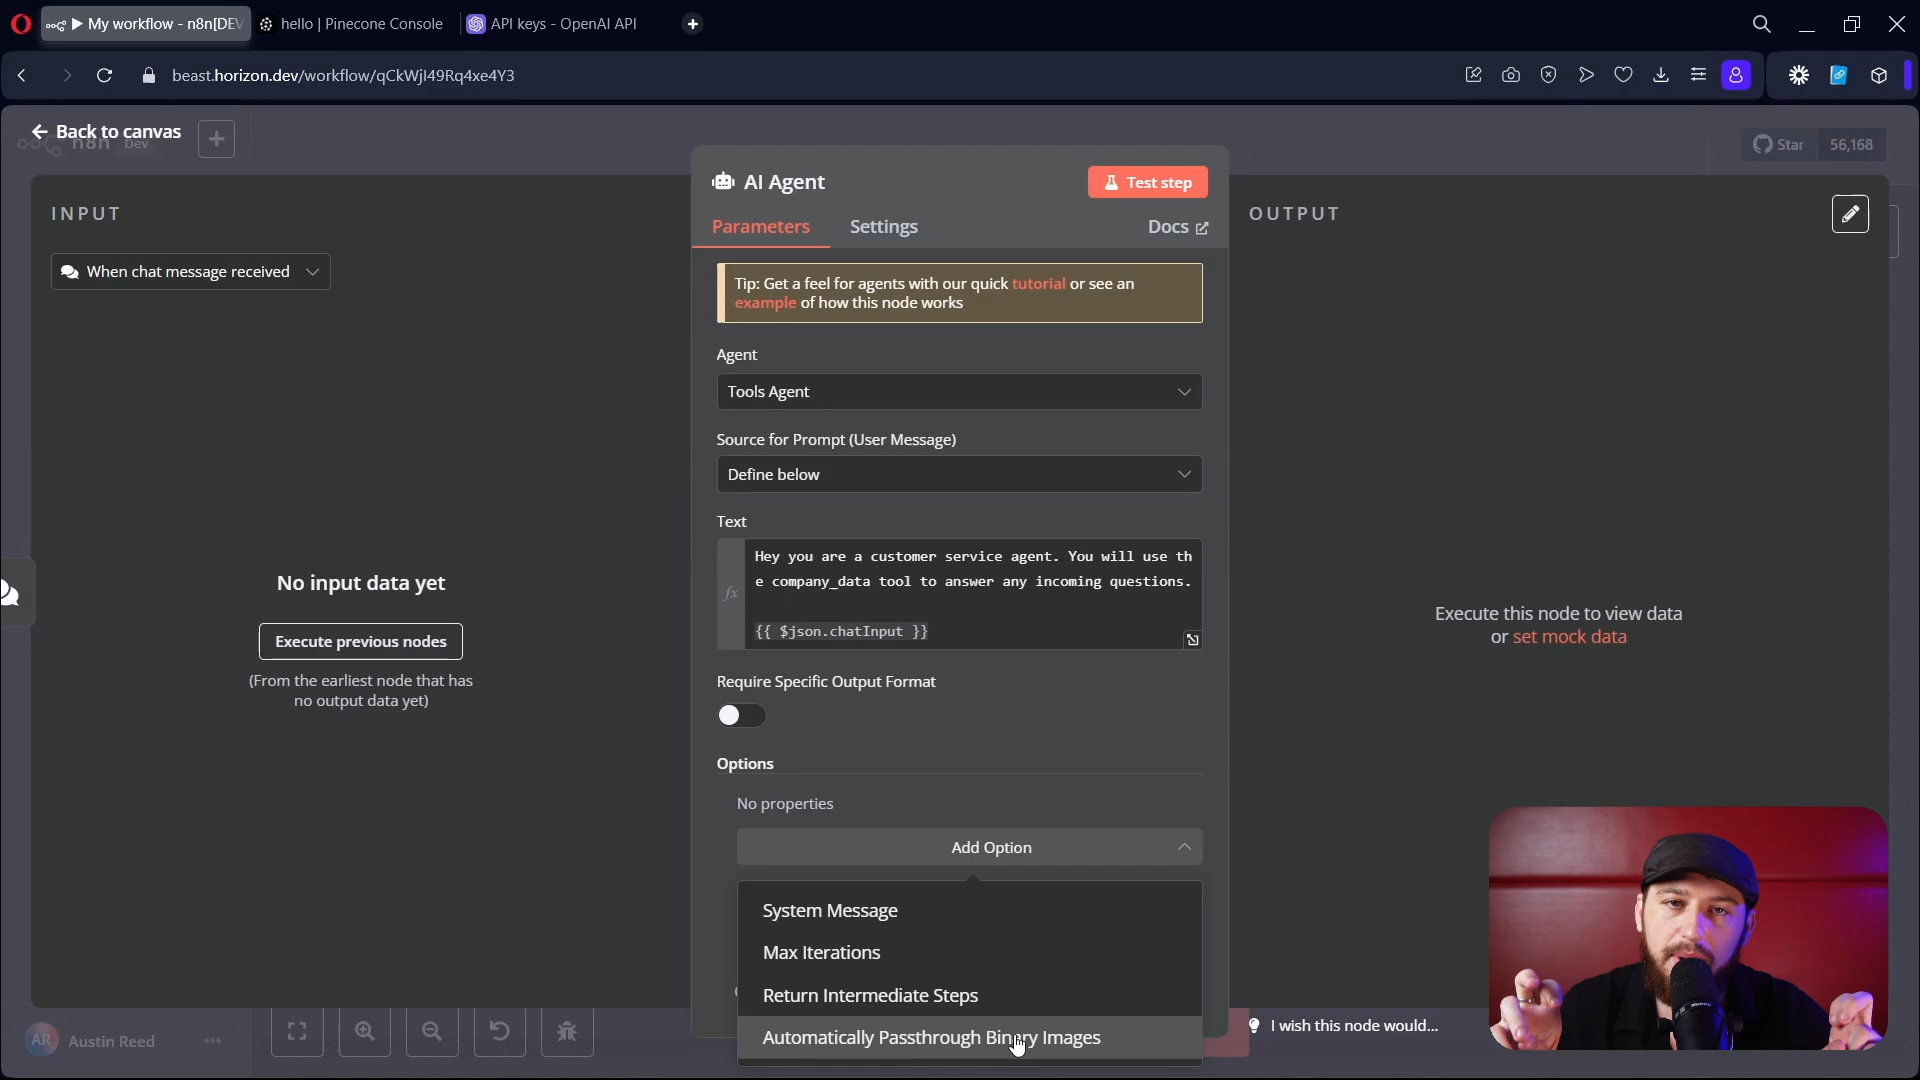 ▶ My workflow - n8n[DEV
hello | Pinecone Console
API keys - OpenAI API
beast.horizon.dev/workflow/qCkWjI49Rq4xe4Y3
Back to canvas
n8n Dev
Star 56,168
INPUT
When chat message received
No input data yet
Execute previous nodes
(From the earliest node that has
no output data yet)
AI Agent
Test step
Parameters
Settings
Docs
Tip: Get a feel for agents with our quick tutorial or see an
example of how this node works
Agent
Tools Agent
Source for Prompt (User Message)
Define below
Text
fx
Hey you are a customer service agent. You will use th
e company_data tool to answer any incoming questions.
{{ $json.chatInput }}
Require Specific Output Format
Options
No properties
Add Option
System Message
Max Iterations
Return Intermediate Steps
Automatically Passthrough Binary Images
OUTPUT
Execute this node to view data
or set mock data
I wish this node would...
AR
Austin Reed